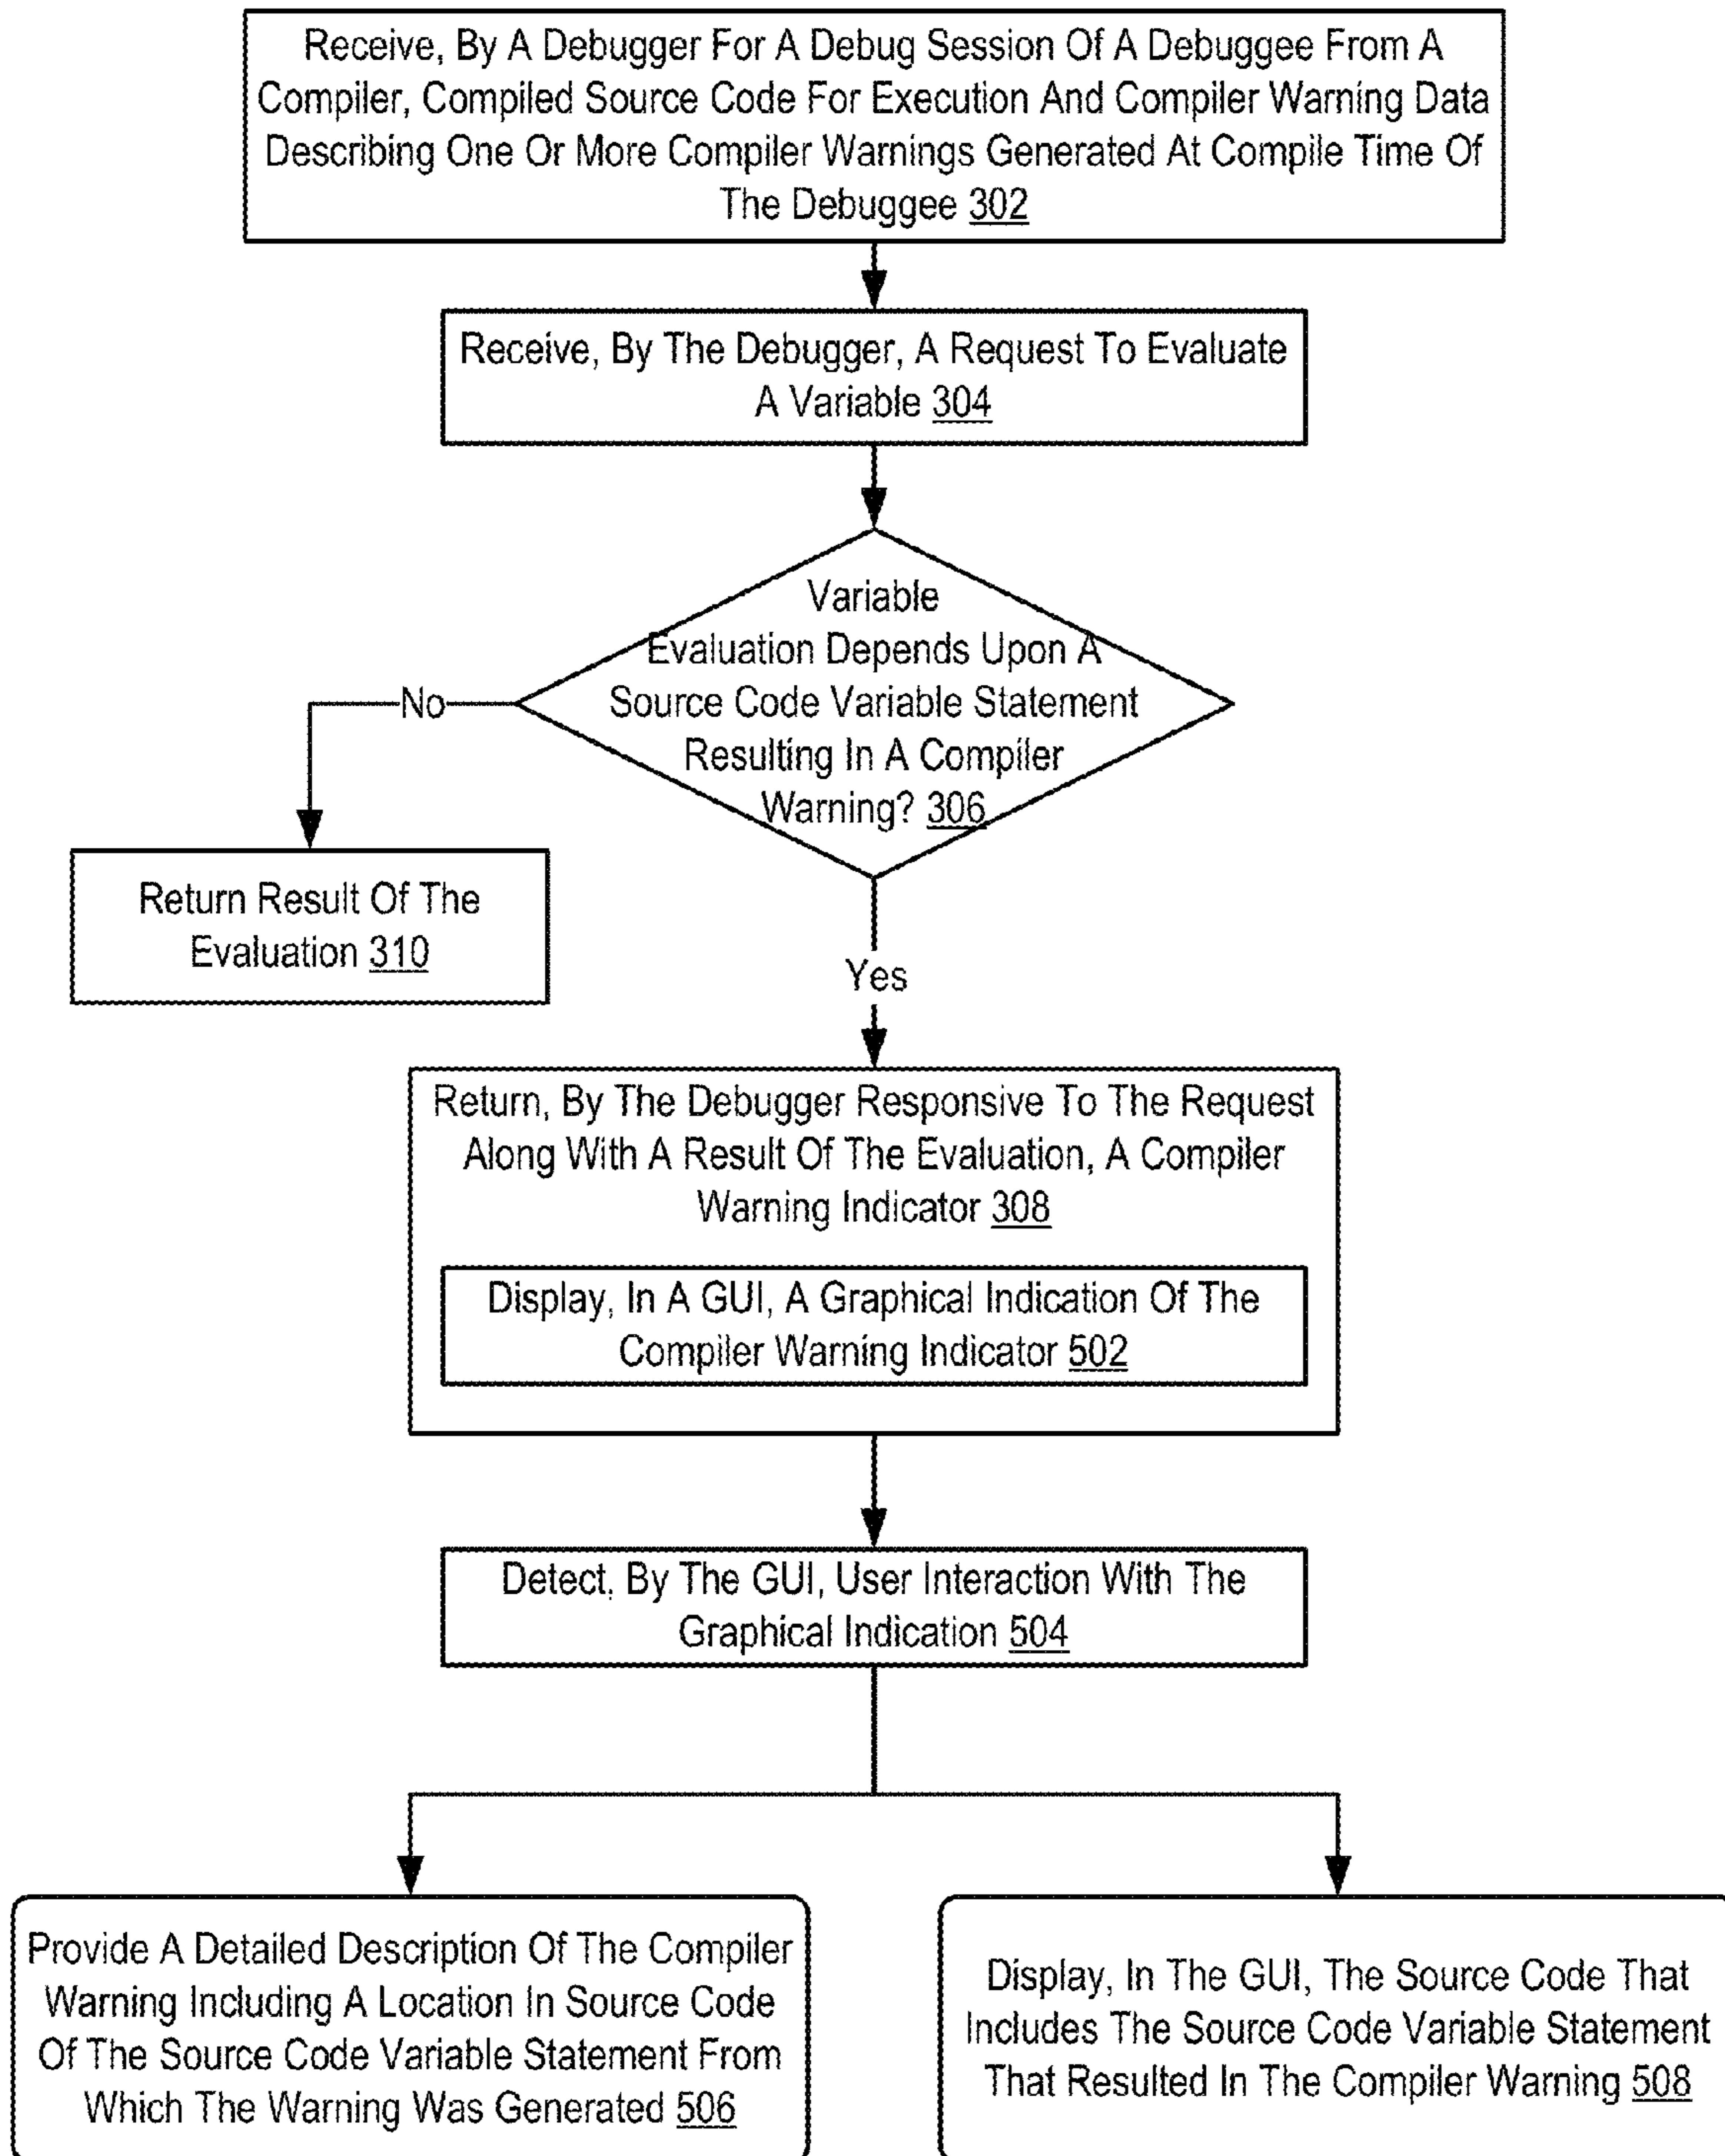 Receive, By A Debugger For A Debug Session Of A Debuggee From A
Compiler, Compiled Source Code For Execution And Compiler Warning Data
Describing One Or More Compiler Warnings Generated At Compile Time Of
The Debuggee 302
Receive, By The Debugger, A Request To Evaluate
A Variable 304
Variable
Evaluation Depends Upon A
Source Code Variable Statement
Resulting In A Compiler
Warning? 306
No
Return Result Of The
Evaluation 310
Yes
Return, By The Debugger Responsive To The Request
Along With A Result Of The Evaluation, A Compiler
Warning Indicator 308
Display, In A GUI, A Graphical Indication Of The
Compiler Warning Indicator 502
Detect, By The GUI, User Interaction With The
Graphical Indication 504
Provide A Detailed Description Of The Compiler
Warning Including A Location In Source Code
Of The Source Code Variable Statement From
Which The Warning Was Generated 506
Display, In The GUI, The Source Code That
Includes The Source Code Variable Statement
That Resulted In The Compiler Warning 508